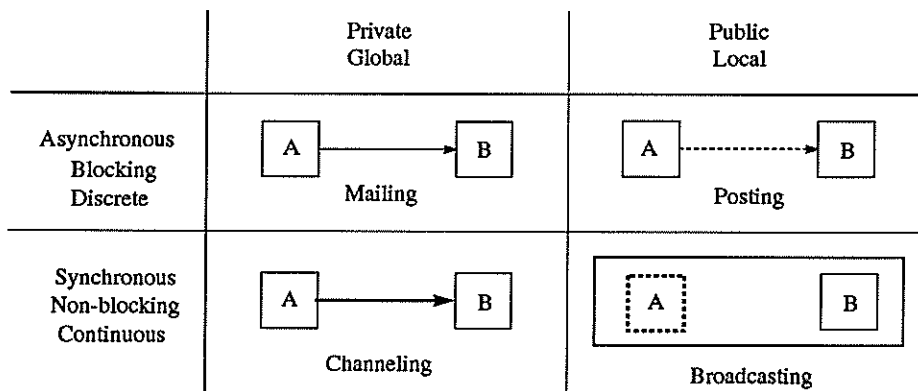 Private
Global
Public
Local
Asynchronous
Blocking
Discrete
A
B
Mailing
A
B
Posting
Synchronous
Non-blocking
Continuous
A
B
Channeling
A
B
Broadcasting